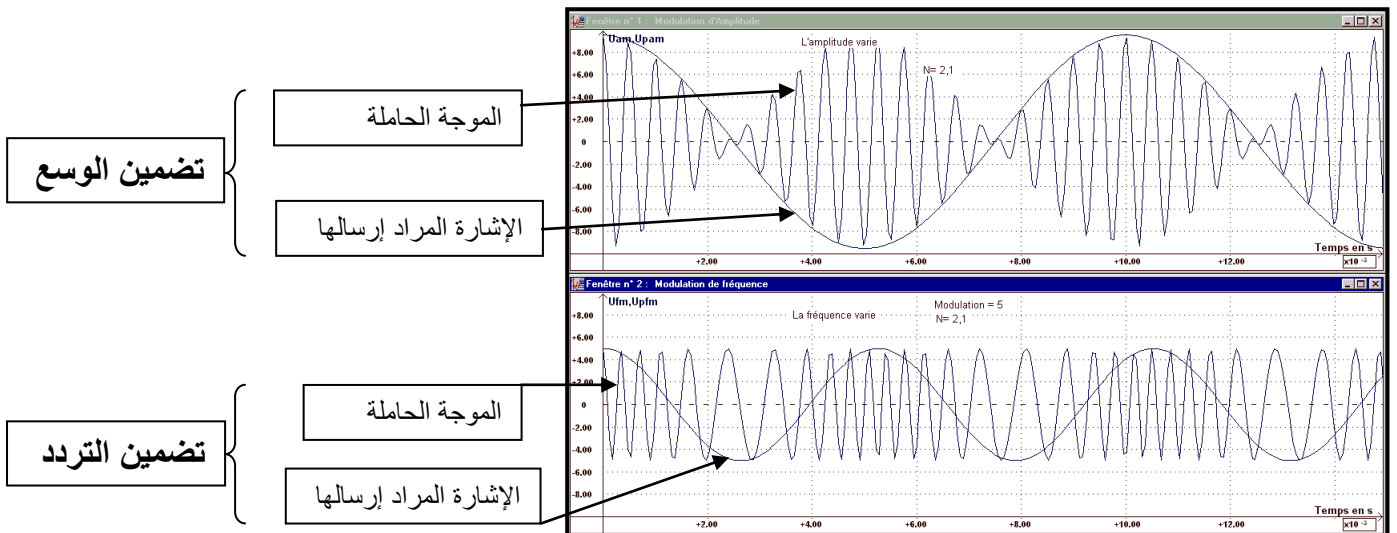 تضمين الوسع
الموجة الحاملة
الإشارة المراد إرسالها
Fenêtre n° 1 : Modulation d'Amplitude
Uam,Upam
L'amplitude varie
N= 2,1
+8.00
+6.00
+4.00
+2.00
0
-2.00
-4.00
-6.00
-8.00
+2.00
+4.00
+6.00
+8.00
+10.00
+12.00
Temps en s
x10 -3
تضمين التردد
الموجة الحاملة
الإشارة المراد إرسالها
Fenêtre n° 2 : Modulation de fréquence
Ufm,Upfm
La fréquence varie
Modulation = 5
N= 2,1
+8.00
+6.00
+4.00
+2.00
0
-2.00
-4.00
-6.00
-8.00
+2.00
+4.00
+6.00
+8.00
+10.00
+12.00
Temps en s
x10 -3